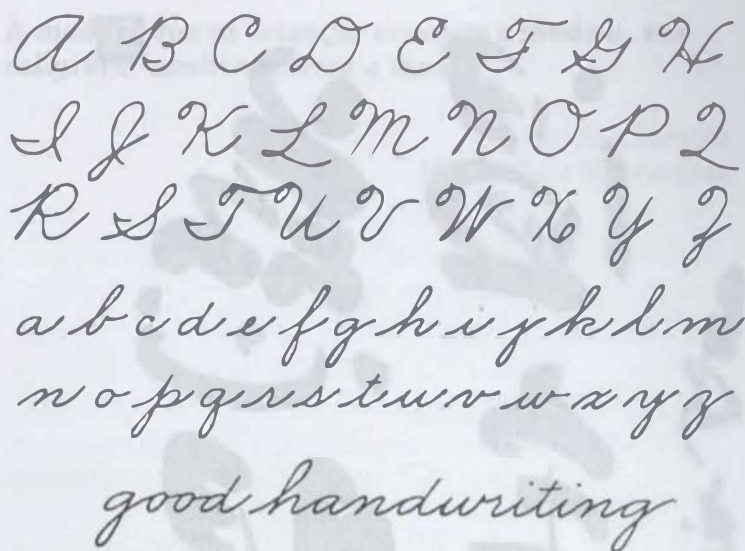 A B C D E F G H
I J K L M N O P Q
R S T U V W X Y Z
a b c d e f g h i j k l m
n o p q r s t u v w x y z
good handwriting